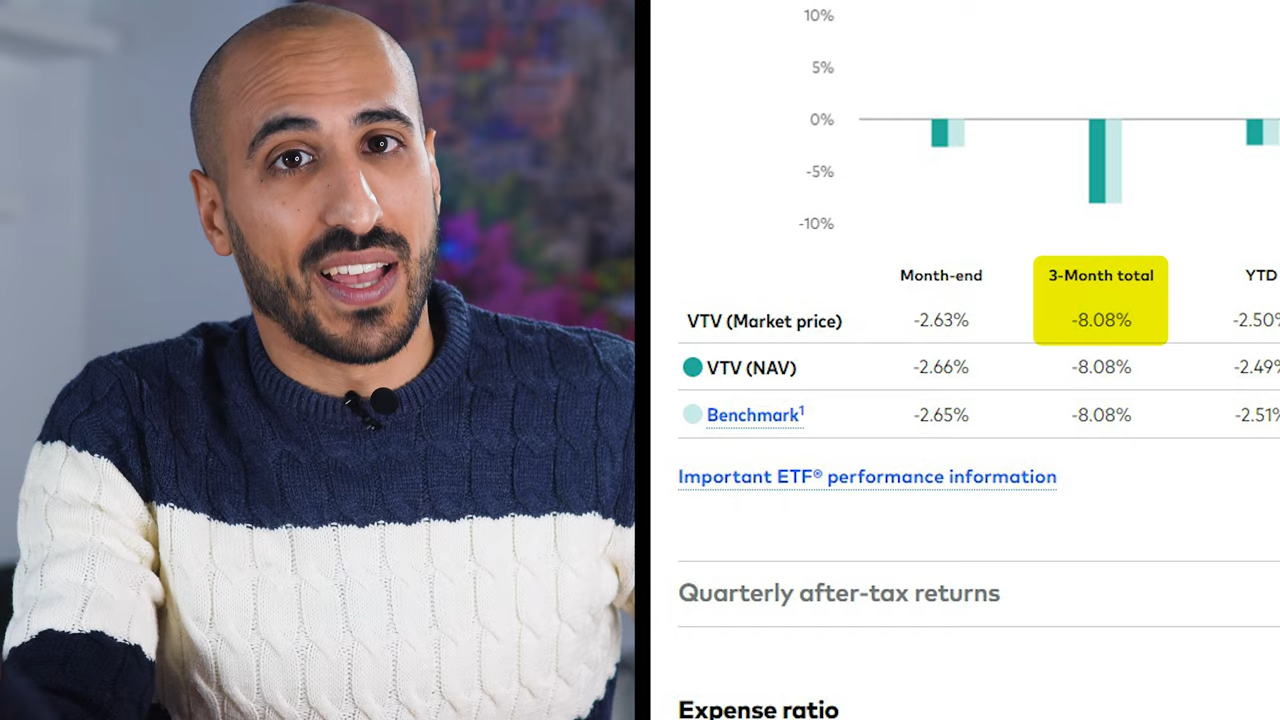 10%
5%
0%
-5%
-10%
Month-end 3-Month total YTD
VTV (Market price) -2.63% -8.08% -2.50%
VTV (NAV) -2.66% -8.08% -2.49%
Benchmark1 -2.65% -8.08% -2.51%
Important ETF® performance information
Quarterly after-tax returns
Expense ratio